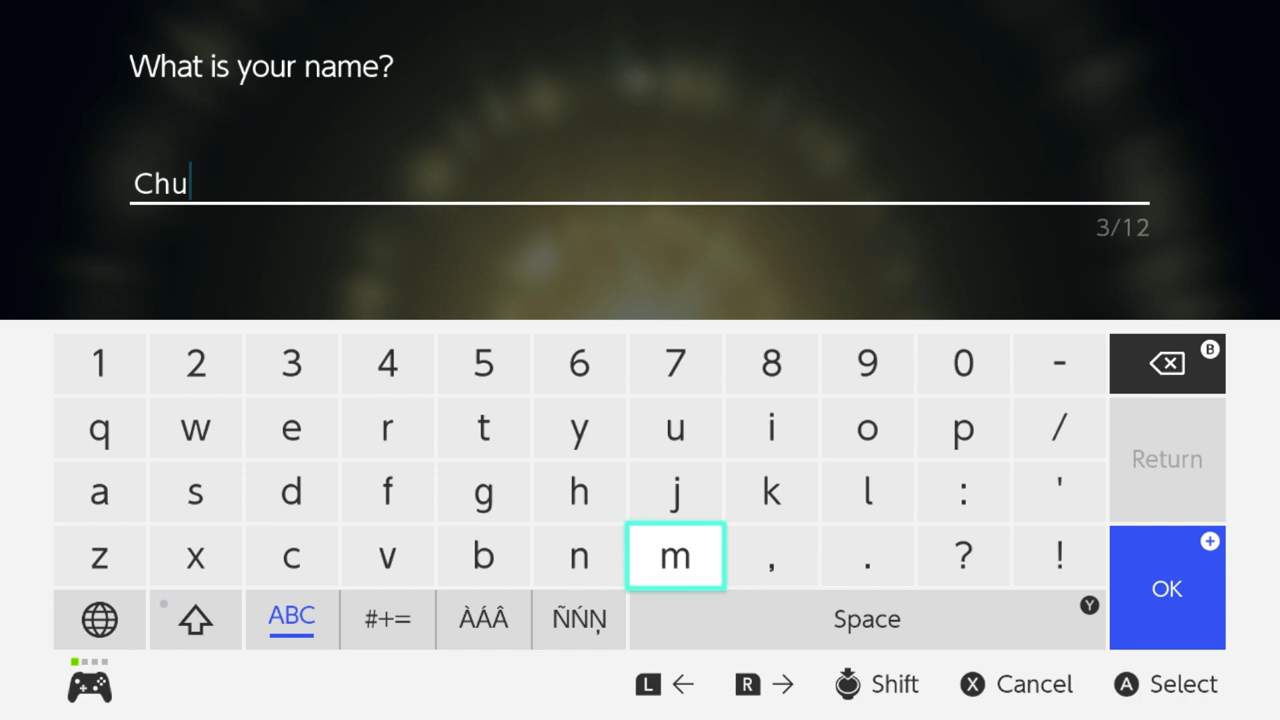 What is your name?
Chu
3/12
1 2 3 4 5 6 7 8 9 0 - B
q w e r t y u i o p / Return
a s d f g h j k l : '
z x c v b n m , . ? ! + OK
ABC #+= ÀÁÂ ÑŃŅ Space Y
L ← R → Shift X Cancel A Select